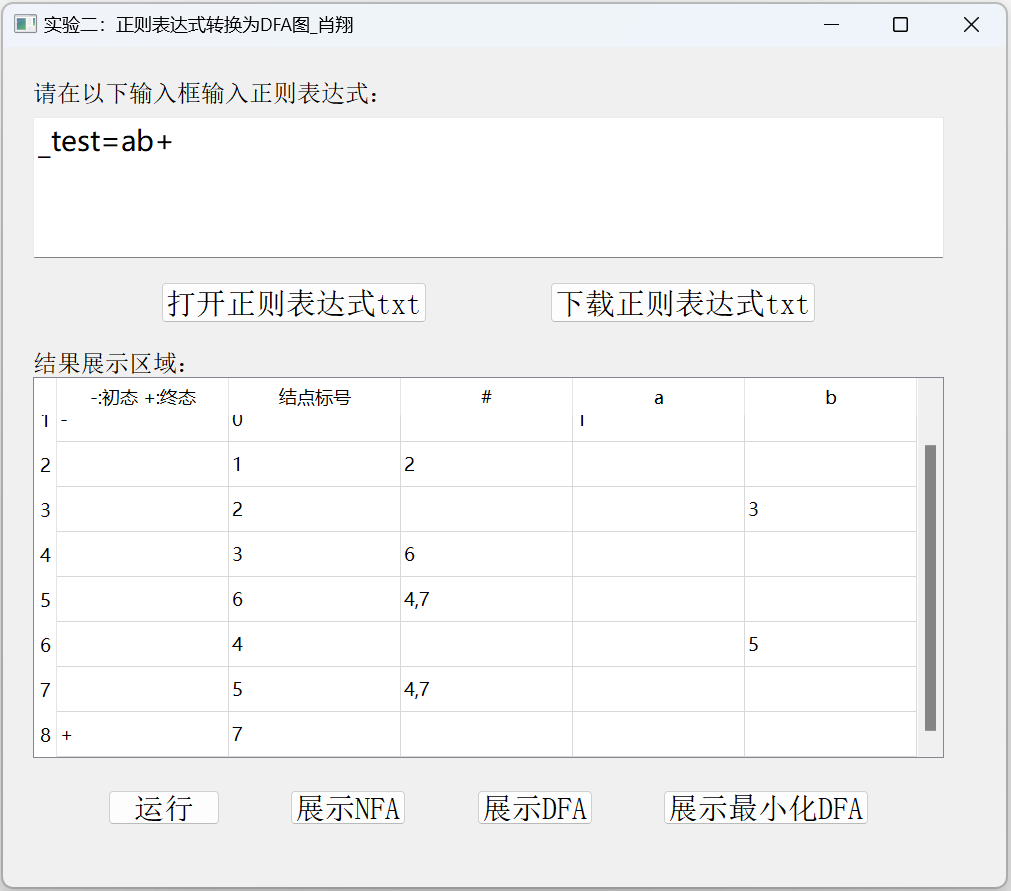 实验二：正则表达式转换为DFA图_肖翔
请在以下输入框输入正则表达式：
_test=ab+
打开正则表达式txt 下载正则表达式txt
结果展示区域：
-:初态 +:终态 结点标号 # a b
1 - 0 1
2 1 2
3 2 3
4 3 6
5 6 4,7
6 4 5
7 5 4,7
8 + 7
运行 展示NFA 展示DFA 展示最小化DFA